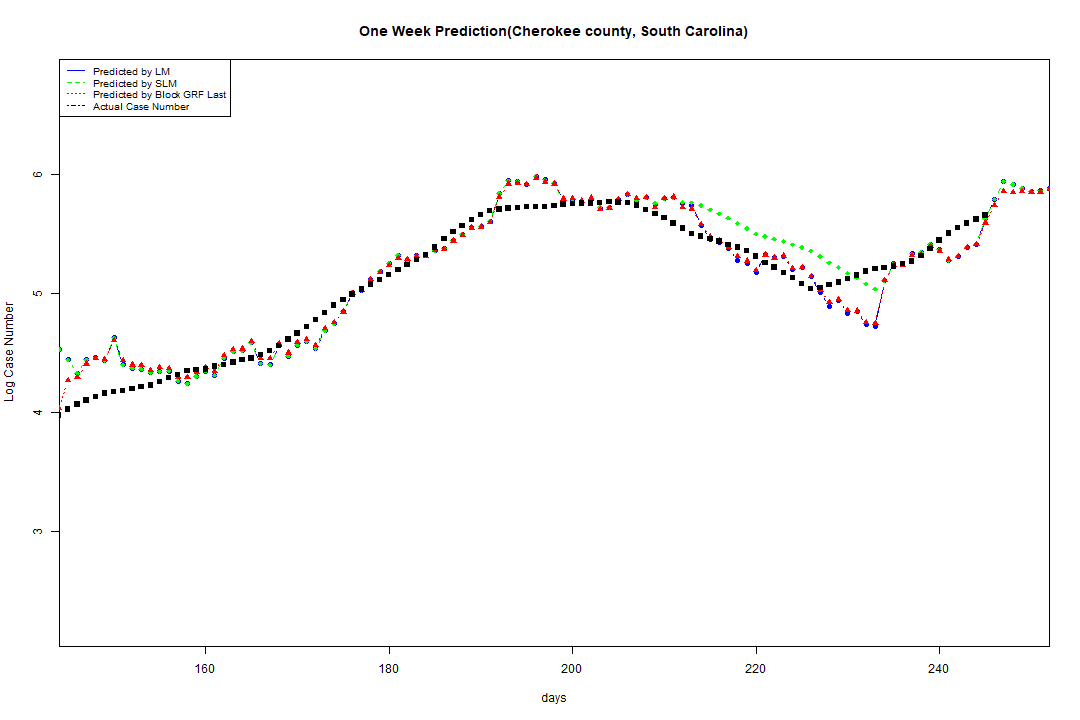 One Week Prediction(Cherokee county, South Carolina)
Predicted by LM
Predicted by SLM
Predicted by Block GRF Last
Actual Case Number
6
5
4
3
Log Case Number
160 180 200 220 240
days